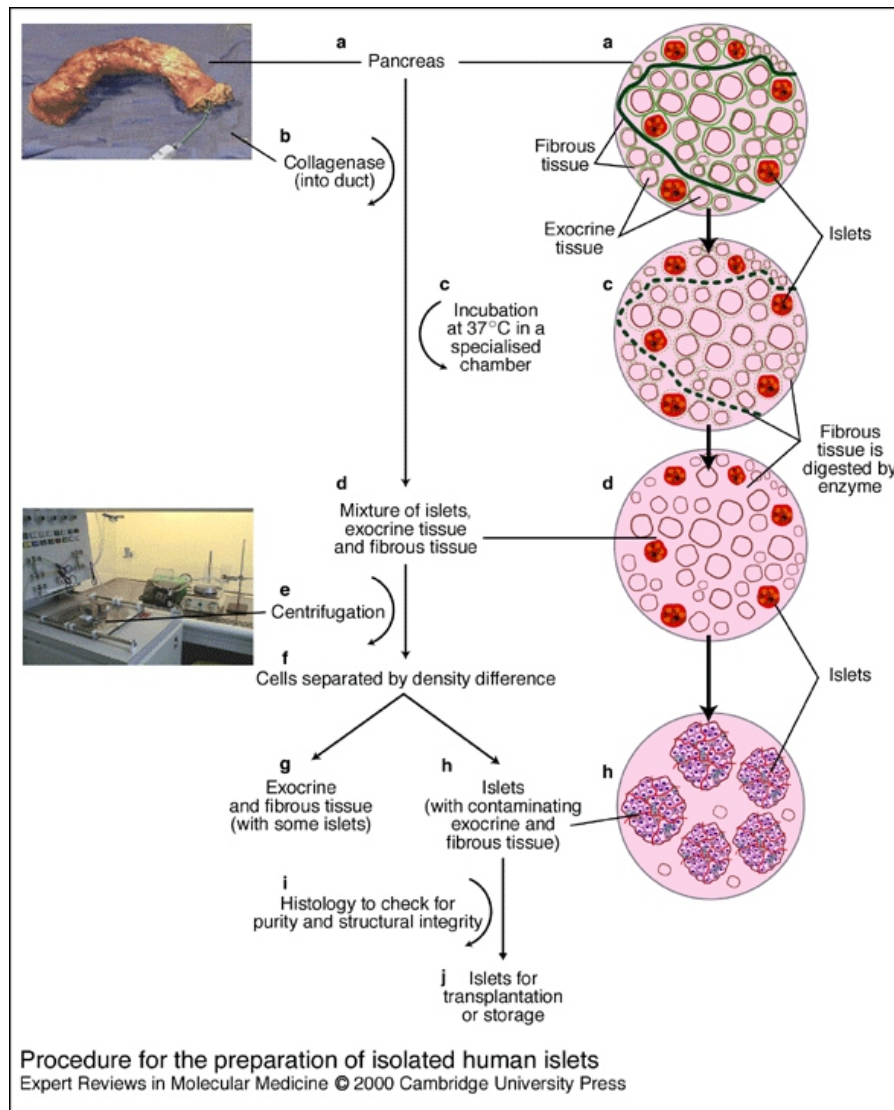 a
Pancreas
b
Collagenase
(into duct)
c
Incubation
at 37°C in a
specialised
chamber
d
Mixture of islets,
exocrine tissue
and fibrous tissue
e
Centrifugation
f
Cells separated by density difference
g
Exocrine
and fibrous tissue
(with some islets)
h
Islets
(with contaminating
exocrine and
fibrous tissue)
i
Histology to check for
purity and structural integrity
j
Islets for
transplantation
or storage
a
Fibrous
tissue
Exocrine
tissue
Islets
c
Fibrous
tissue is
digested by
enzyme
d
Islets
h
Procedure for the preparation of isolated human islets
Expert Reviews in Molecular Medicine © 2000 Cambridge University Press